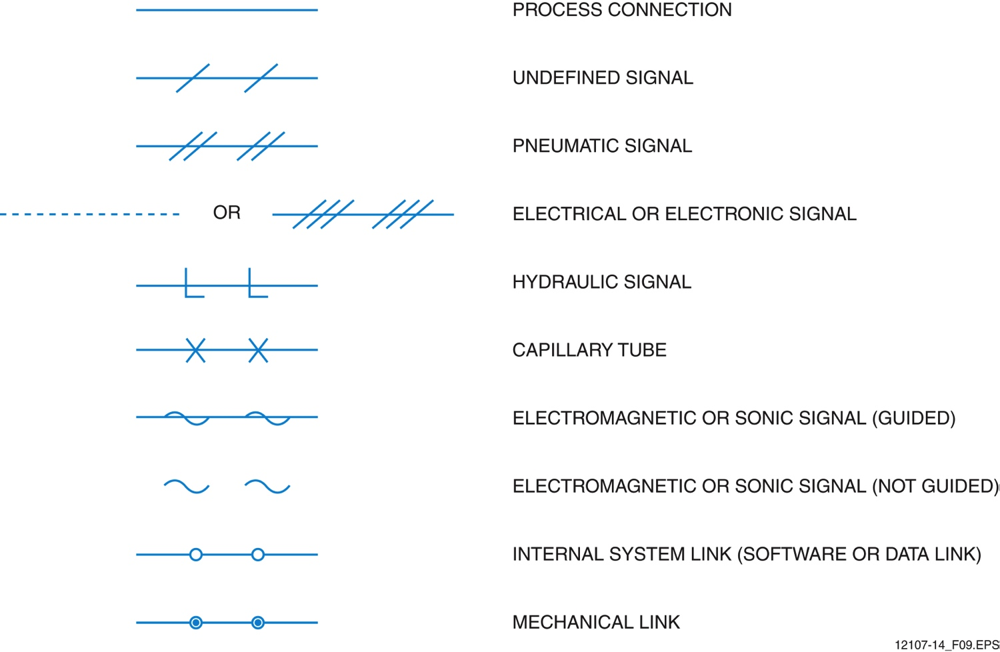 PROCESS CONNECTION
UNDEFINED SIGNAL
PNEUMATIC SIGNAL
OR
ELECTRICAL OR ELECTRONIC SIGNAL
HYDRAULIC SIGNAL
CAPILLARY TUBE
ELECTROMAGNETIC OR SONIC SIGNAL (GUIDED)
ELECTROMAGNETIC OR SONIC SIGNAL (NOT GUIDED)
INTERNAL SYSTEM LINK (SOFTWARE OR DATA LINK)
MECHANICAL LINK
12107-14_F09.EPS